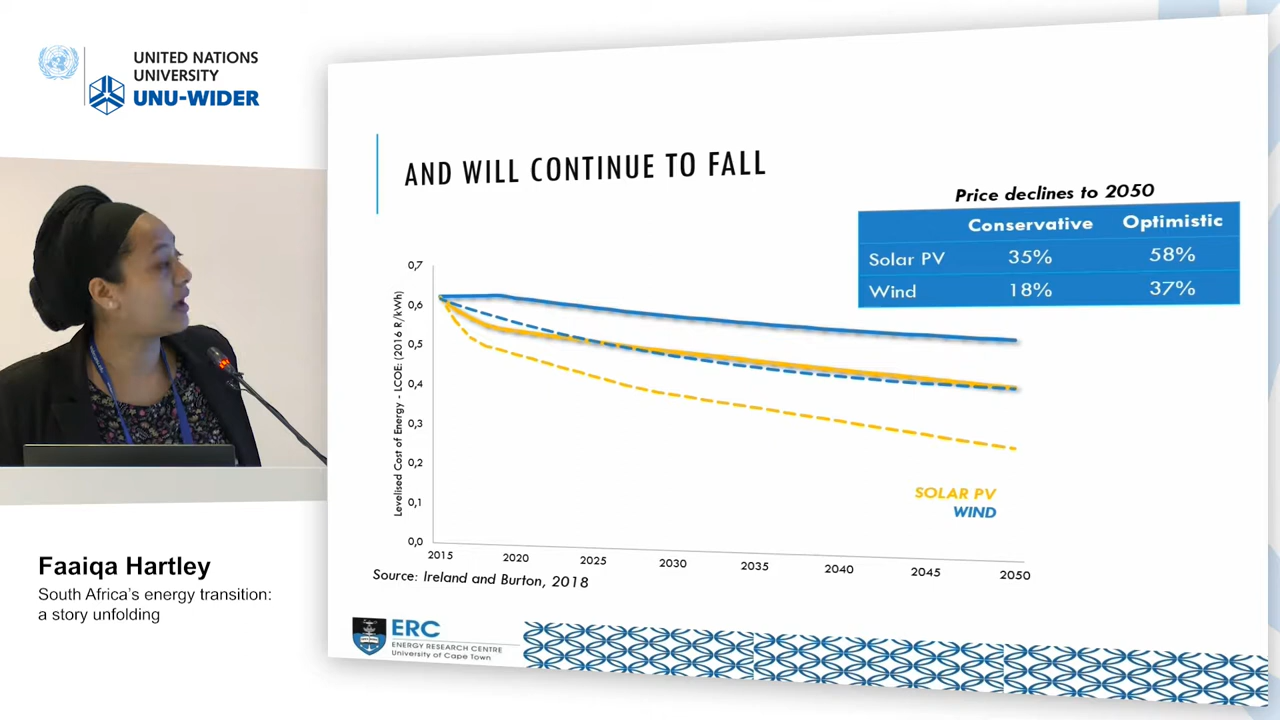 UNITED NATIONS
UNIVERSITY
UNU-WIDER
AND WILL CONTINUE TO FALL
Price declines to 2050
Conservative Optimistic
Solar PV 35% 58%
Wind 18% 37%
Levelised Cost of Energy - LCOE: (2016 R/kWh)
0,7
0,6
0,5
0,4
0,3
0,2
0,1
0,0
2015 2020 2025 2030 2035 2040 2045 2050
SOLAR PV
WIND
Source: Ireland and Burton, 2018
ERC
ENERGY RESEARCH CENTRE
University of Cape Town
Faaiqa Hartley
South Africa's energy transition:
a story unfolding